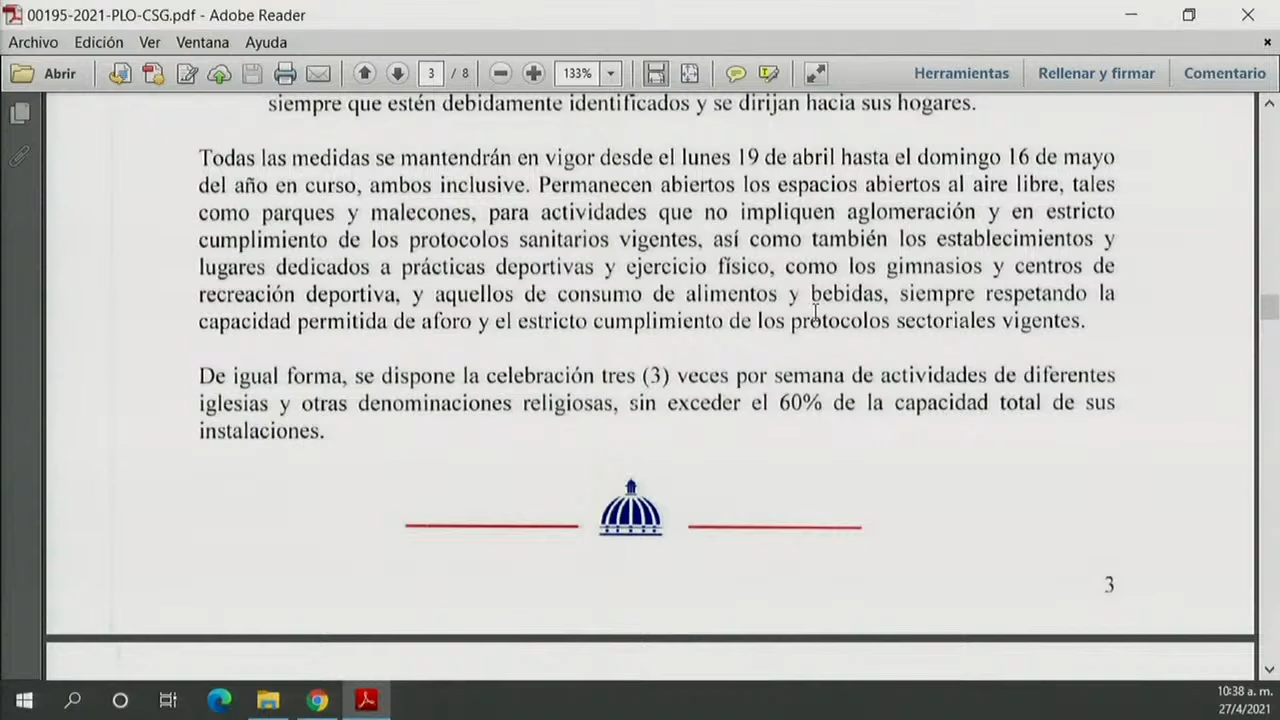 00195-2021-PLO-CSG.pdf - Adobe Reader
Archivo Edición Ver Ventana Ayuda
Abrir 3 / 8 133% Herramientas Rellenar y firmar Comentario
siempre que estén debidamente identificados y se dirijan hacia sus hogares.
Todas las medidas se mantendrán en vigor desde el lunes 19 de abril hasta el domingo 16 de mayo
del año en curso, ambos inclusive. Permanecen abiertos los espacios abiertos al aire libre, tales
como parques y malecones, para actividades que no impliquen aglomeración y en estricto
cumplimiento de los protocolos sanitarios vigentes, así como también los establecimientos y
lugares dedicados a prácticas deportivas y ejercicio físico, como los gimnasios y centros de
recreación deportiva, y aquellos de consumo de alimentos y bebidas, siempre respetando la
capacidad permitida de aforo y el estricto cumplimiento de los protocolos sectoriales vigentes.
De igual forma, se dispone la celebración tres (3) veces por semana de actividades de diferentes
iglesias y otras denominaciones religiosas, sin exceder el 60% de la capacidad total de sus
instalaciones.
3
10:38 a. m.
27/4/2021